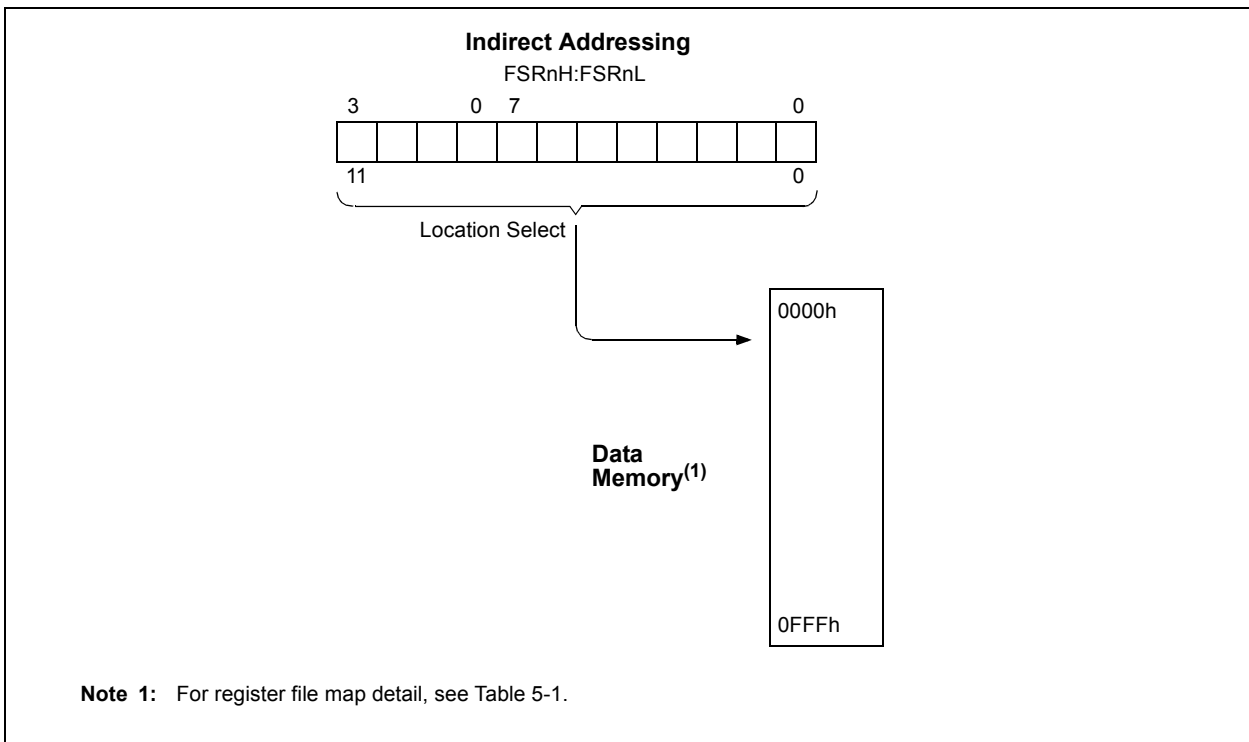 Indirect Addressing
FSRnH:FSRnL
3 0 7 0
11 0
Location Select
0000h
Data
Memory(1)
0FFFh
Note 1: For register file map detail, see Table 5-1.